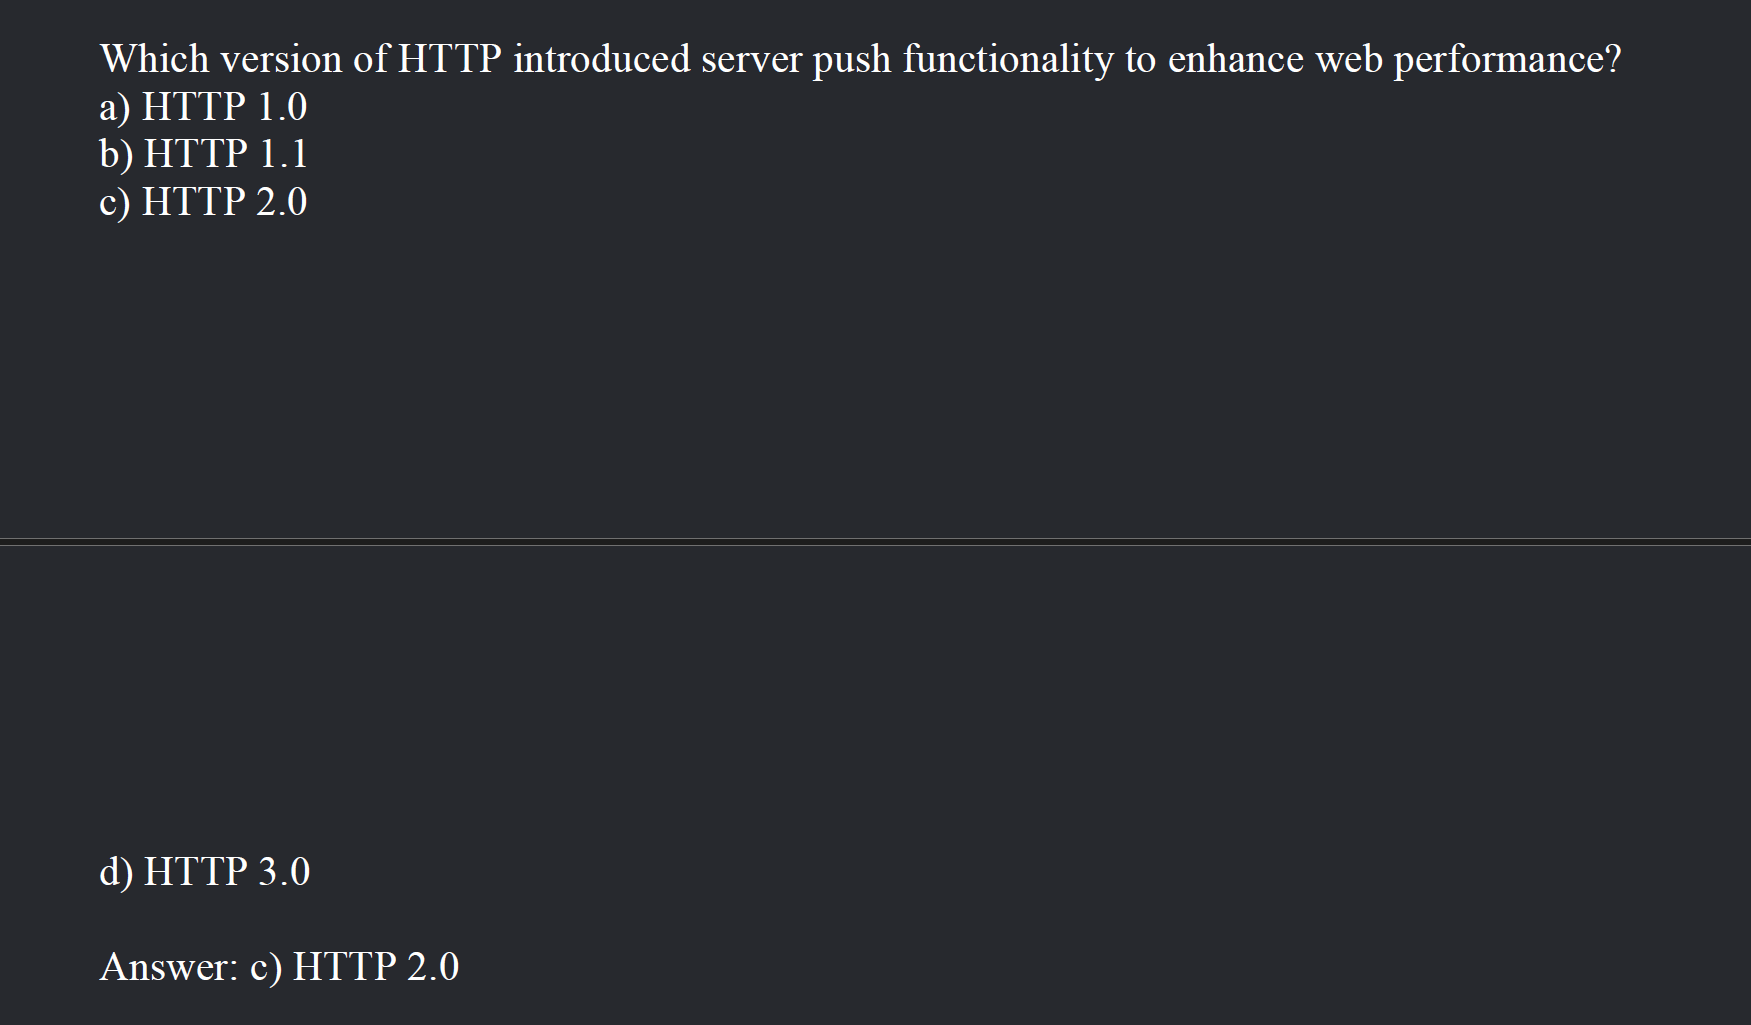 Which version of HTTP introduced server push functionality to enhance web performance?
a) HTTP 1.0
b) HTTP 1.1
c) HTTP 2.0
d) HTTP 3.0
Answer: c) HTTP 2.0